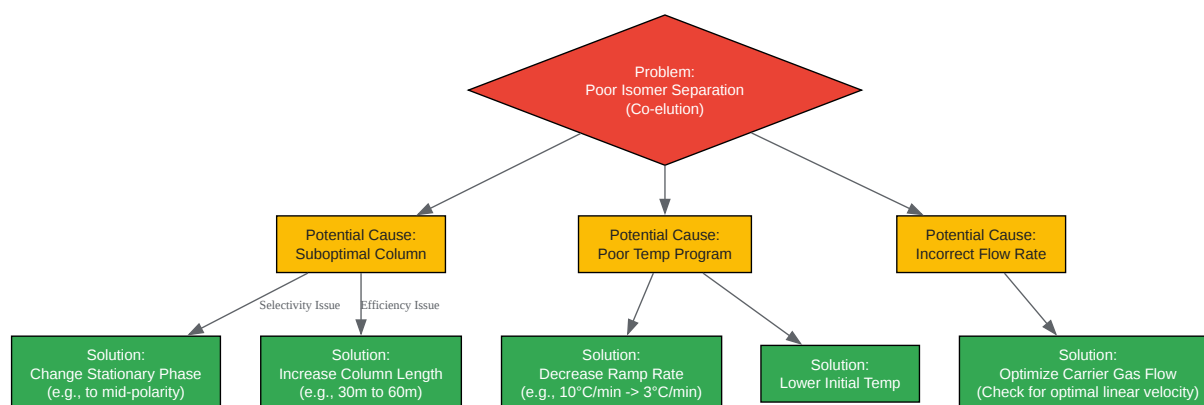 Problem:
Poor Isomer Separation
(Co-elution)
Potential Cause:
Suboptimal Column
Potential Cause:
Poor Temp Program
Potential Cause:
Incorrect Flow Rate
Selectivity Issue
Efficiency Issue
Solution:
Change Stationary Phase
(e.g., to mid-polarity)
Solution:
Increase Column Length
(e.g., 30m to 60m)
Solution:
Decrease Ramp Rate
(e.g., 10°C/min -> 3°C/min)
Solution:
Lower Initial Temp
Solution:
Optimize Carrier Gas Flow
(Check for optimal linear velocity)